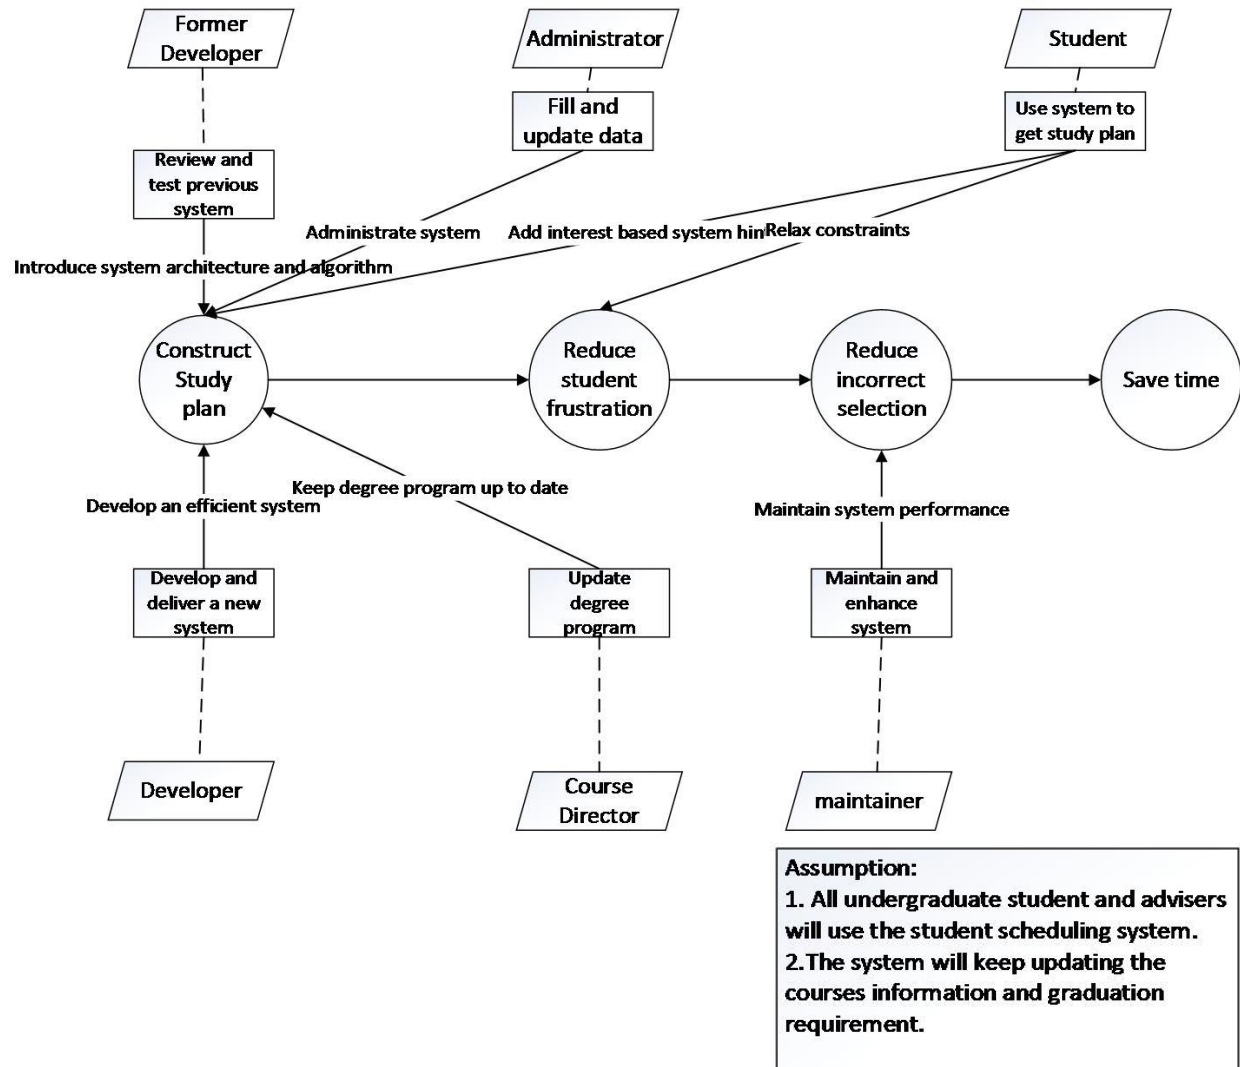 Former
Developer
Administrator
Student
Fill and
update data
Use system to
get study plan
Review and
test previous
system
Administrate system
Add interest based system hin
Relax constraints
Introduce system architecture and algorithm
Construct
Study
plan
Reduce
student
frustration
Reduce
incorrect
selection
Save time
Keep degree program up to date
Develop an efficient system
Maintain system performance
Develop and
deliver a new
system
Update
degree
program
Maintain and
enhance
system
Developer
Course
Director
maintainer
Assumption:
1. All undergraduate student and advisers
will use the student scheduling system.
2.The system will keep updating the
courses information and graduation
requirement.